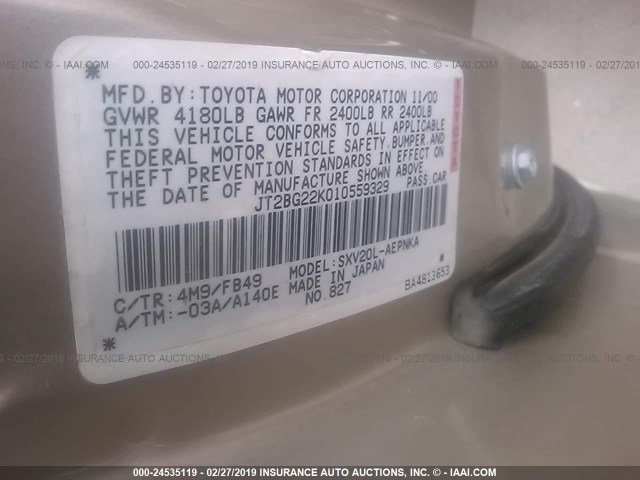 000-24535119 - 02/27/2019 INSURANCE AUTO AUCTIONS - © - IAAI.COM
MFD. BY: TOYOTA MOTOR CORPORATION 11/00
GVWR 4180LB GAWR FR 2400LB RR 2400LB
THIS VEHICLE CONFORMS TO ALL APPLICABLE
FEDERAL MOTOR VEHICLE SAFETY, BUMPER, AND
THEFT PREVENTION STANDARDS IN EFFECT ON
THE DATE OF MANUFACTURE SHOWN ABOVE.
JT2BG22K010559329 PASS.CAR
C/TR: 4M9/FB49 MODEL: SXV20L-AEPNKA
A/TM: -03A/A140E MADE IN JAPAN
NO. 827 BA4813653
000-24535119 - 02/27/2019 INSURANCE AUTO AUCTIONS - © - IAAI.COM